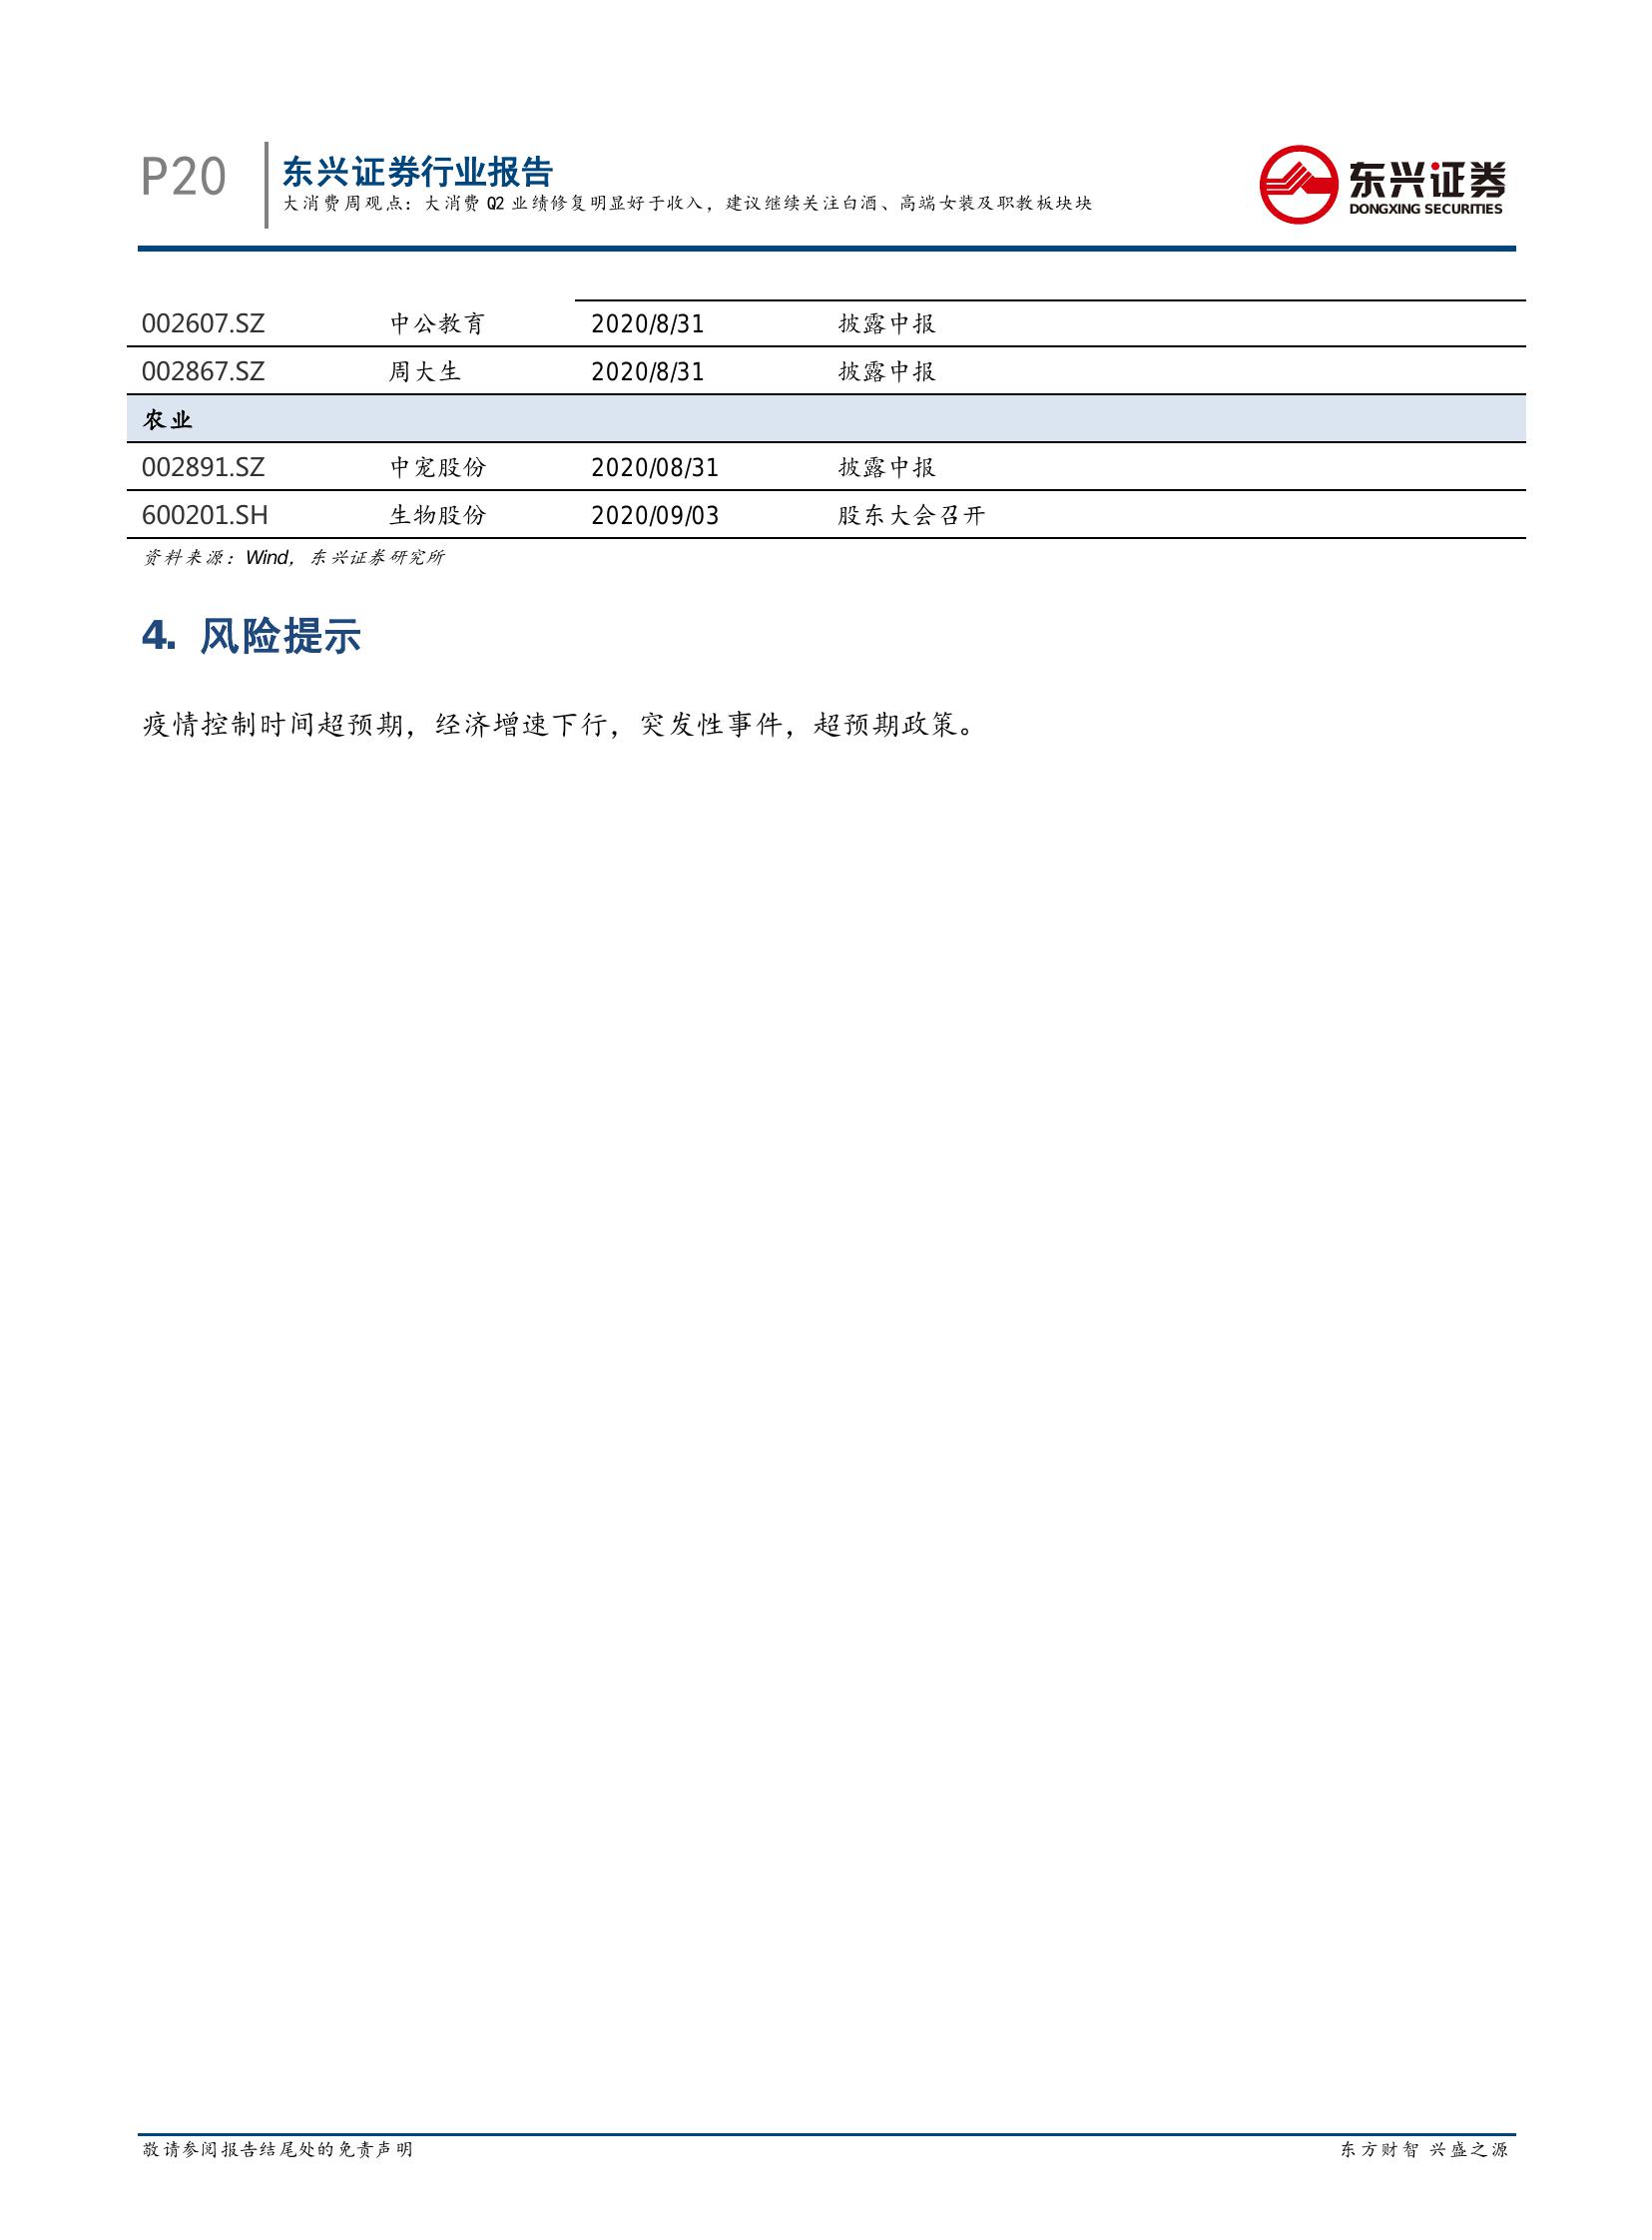 P20
东兴证券行业报告
大消费周观点：大消费 Q2 业绩修复明显好于收入，建议继续关注白酒、高端女装及职教板块块
东兴证券
DONGXING SECURITIES
002607.SZ 中公教育 2020/8/31 披露中报
002867.SZ 周大生 2020/8/31 披露中报
农业
002891.SZ 中宠股份 2020/08/31 披露中报
600201.SH 生物股份 2020/09/03 股东大会召开
资料来源：Wind，东兴证券研究所
4. 风险提示
疫情控制时间超预期，经济增速下行，突发性事件，超预期政策。
敬请参阅报告结尾处的免责声明 东方财智 兴盛之源